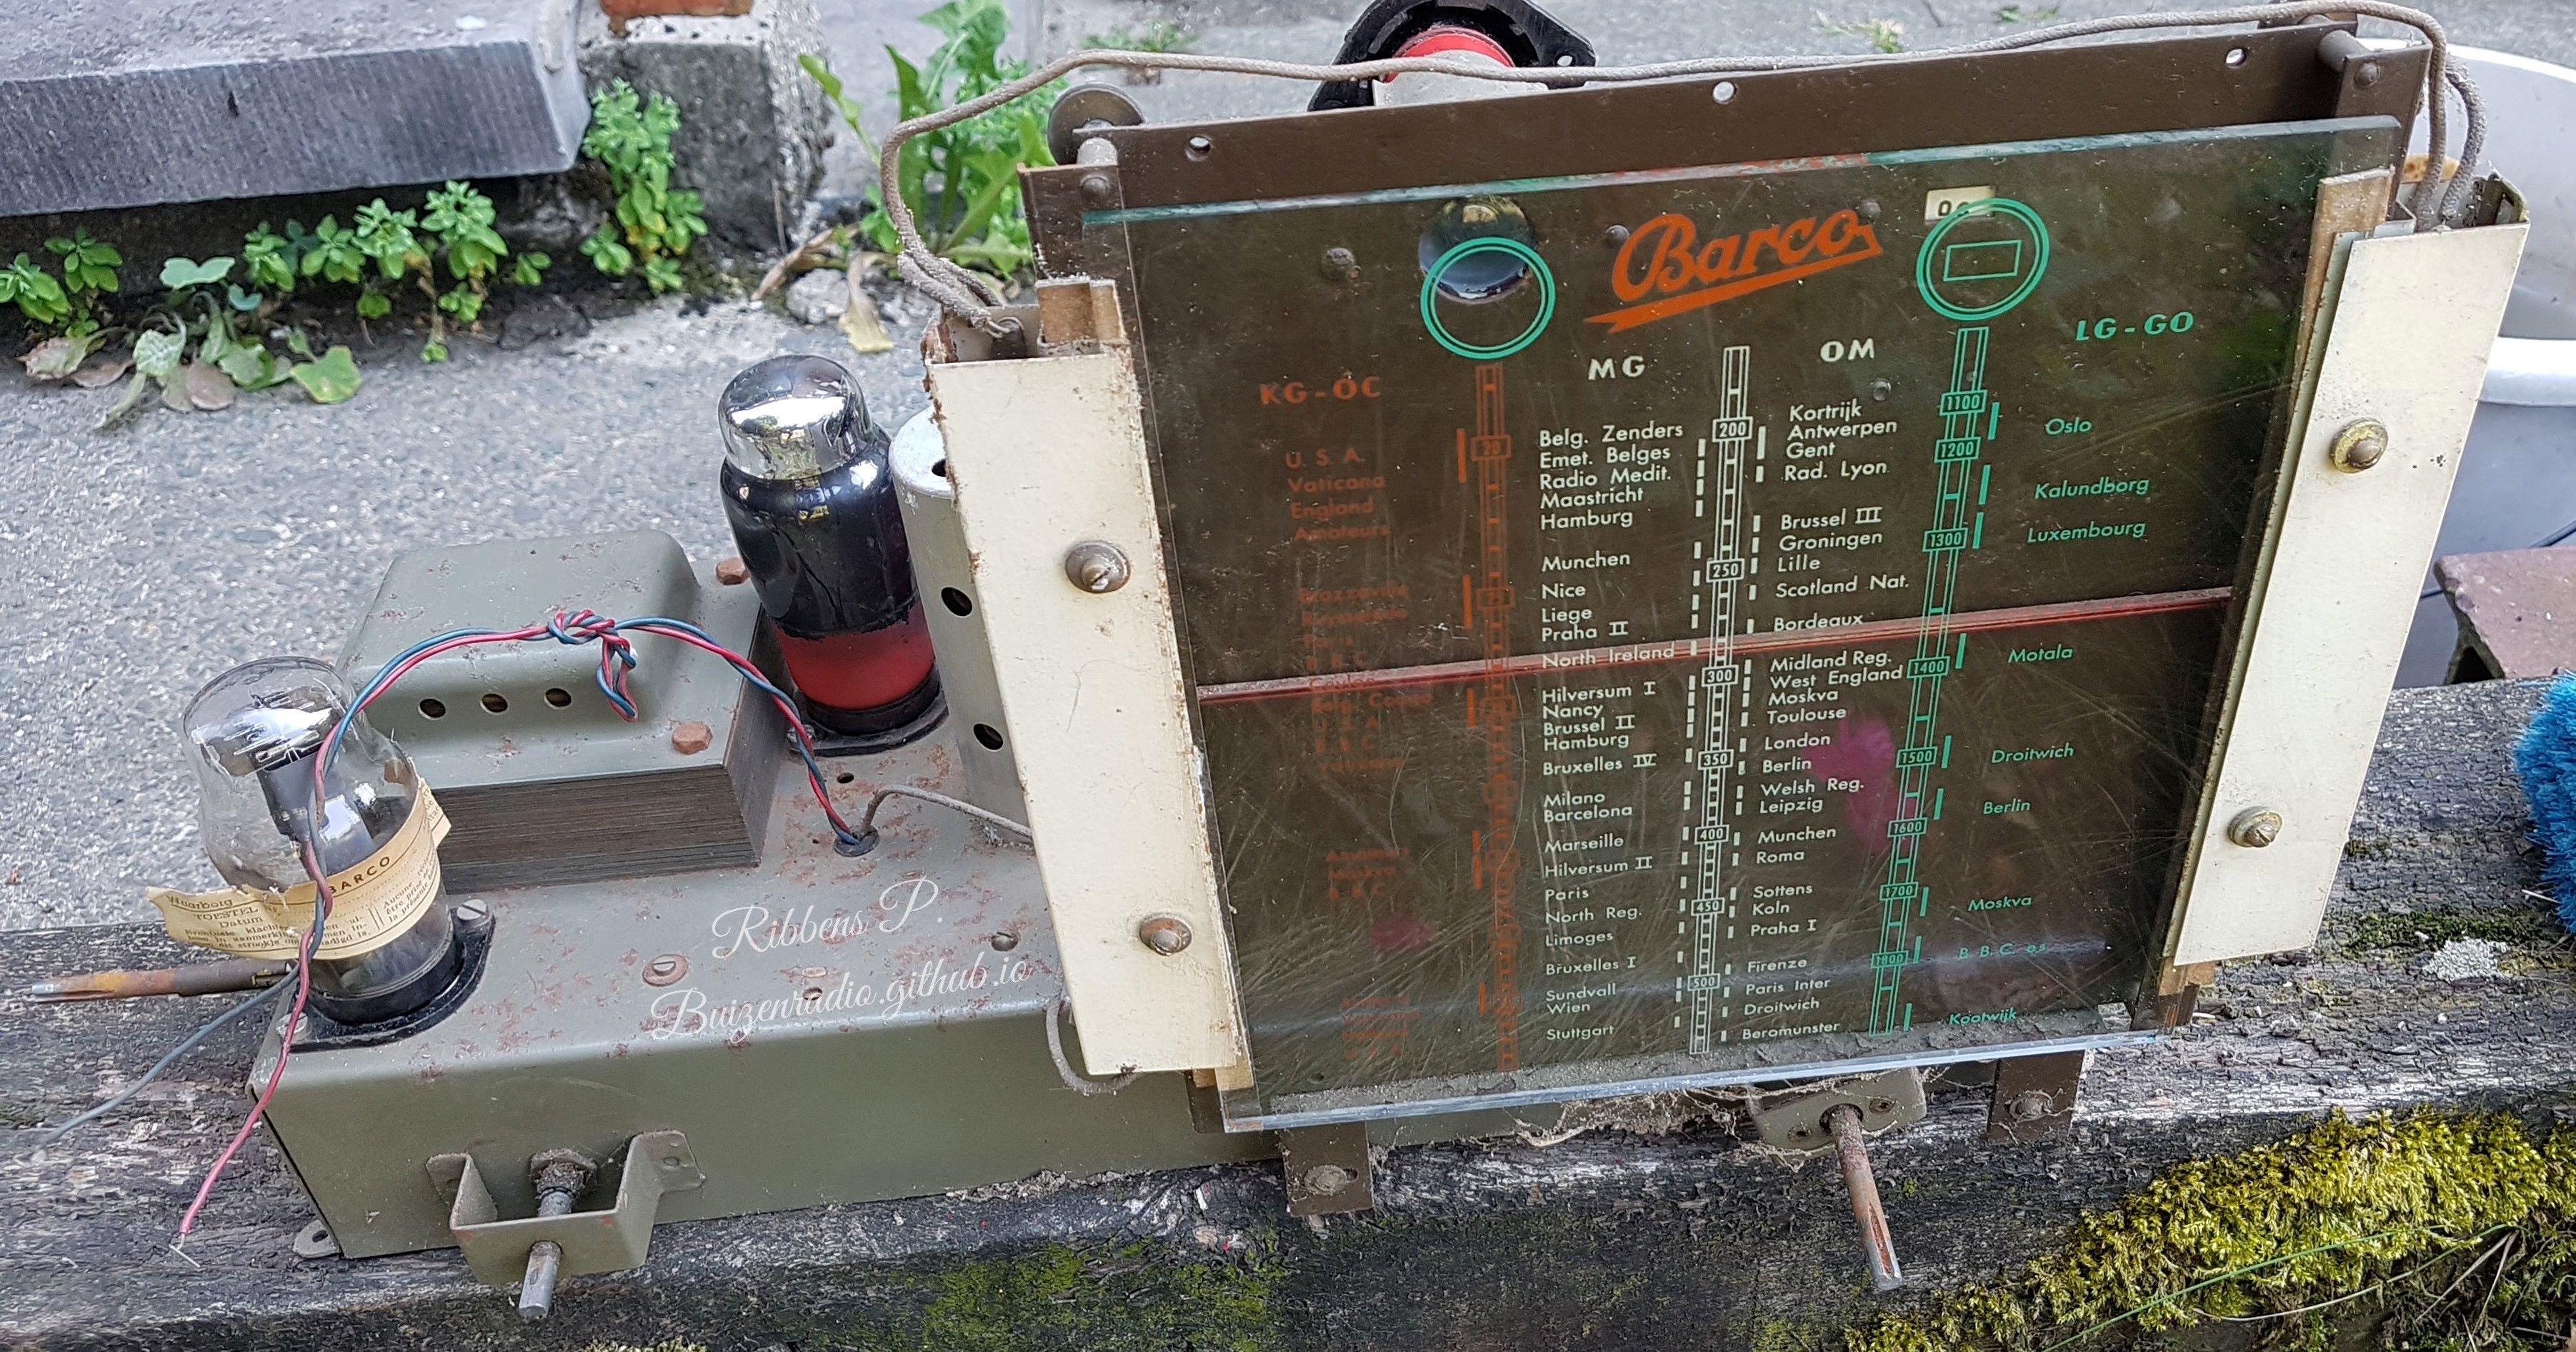 Barco
KG-OC
MG
OM
LG-GO
U. S. A.
Vaticana
England
Amateurs
Brazzaville
20
Belg. Zenders
Emet. Belges
Radio Medit.
Maastricht
Hamburg
Munchen
Nice
Liege
Praha II
North Ireland
Hilversum I
Nancy
Brussel II
Hamburg
Bruxelles IV
Milano
Barcelona
Marseille
Hilversum II
Paris
North Reg.
Limoges
Bruxelles I
Sundvall
Wien
Stuttgart
200
250
300
350
400
450
500
Kortrijk
Antwerpen
Gent
Rad. Lyon
Brussel III
Groningen
Lille
Scotland Nat.
Bordeaux
Midland Reg.
West England
Moskva
Toulouse
London
Berlin
Welsh Reg.
Leipzig
Munchen
Roma
Sottens
Koln
Praha I
Firenze
Paris Inter
Droitwich
Beromunster
1100
1200
1300
1400
1500
1600
1700
1800
Oslo
Kalundborg
Luxembourg
Motala
Droitwich
Berlin
Moskva
B. B. C. o.s.
Kootwijk
BARCO
Waarborg
TOESTEL
Datum
Ribbens P.
Buizenradio.github.io